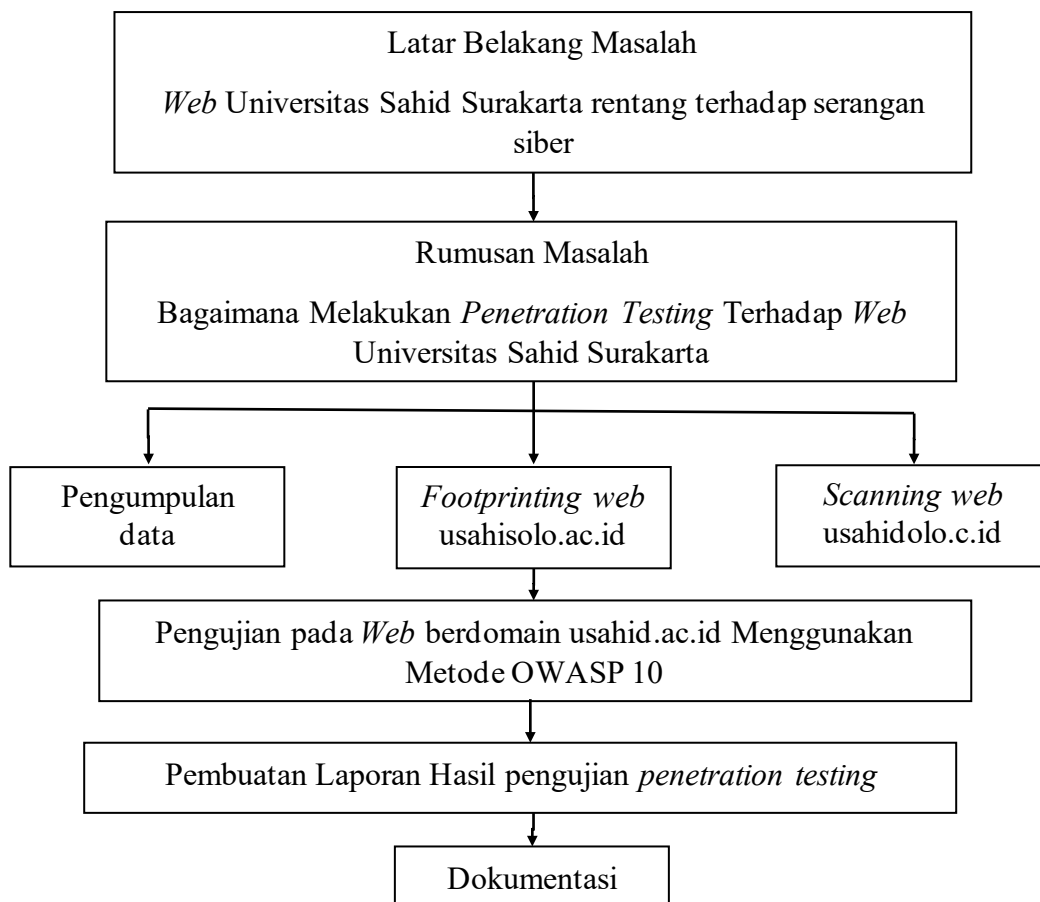 Latar Belakang Masalah
Web Universitas Sahid Surakarta rentang terhadap serangan
siber
Rumusan Masalah
Bagaimana Melakukan Penetration Testing Terhadap Web
Universitas Sahid Surakarta
Pengumpulan
data
Footprinting web
usahisolo.ac.id
Scanning web
usahidolo.c.id
Pengujian pada Web berdomain usahid.ac.id Menggunakan
Metode OWASP 10
Pembuatan Laporan Hasil pengujian penetration testing
Dokumentasi